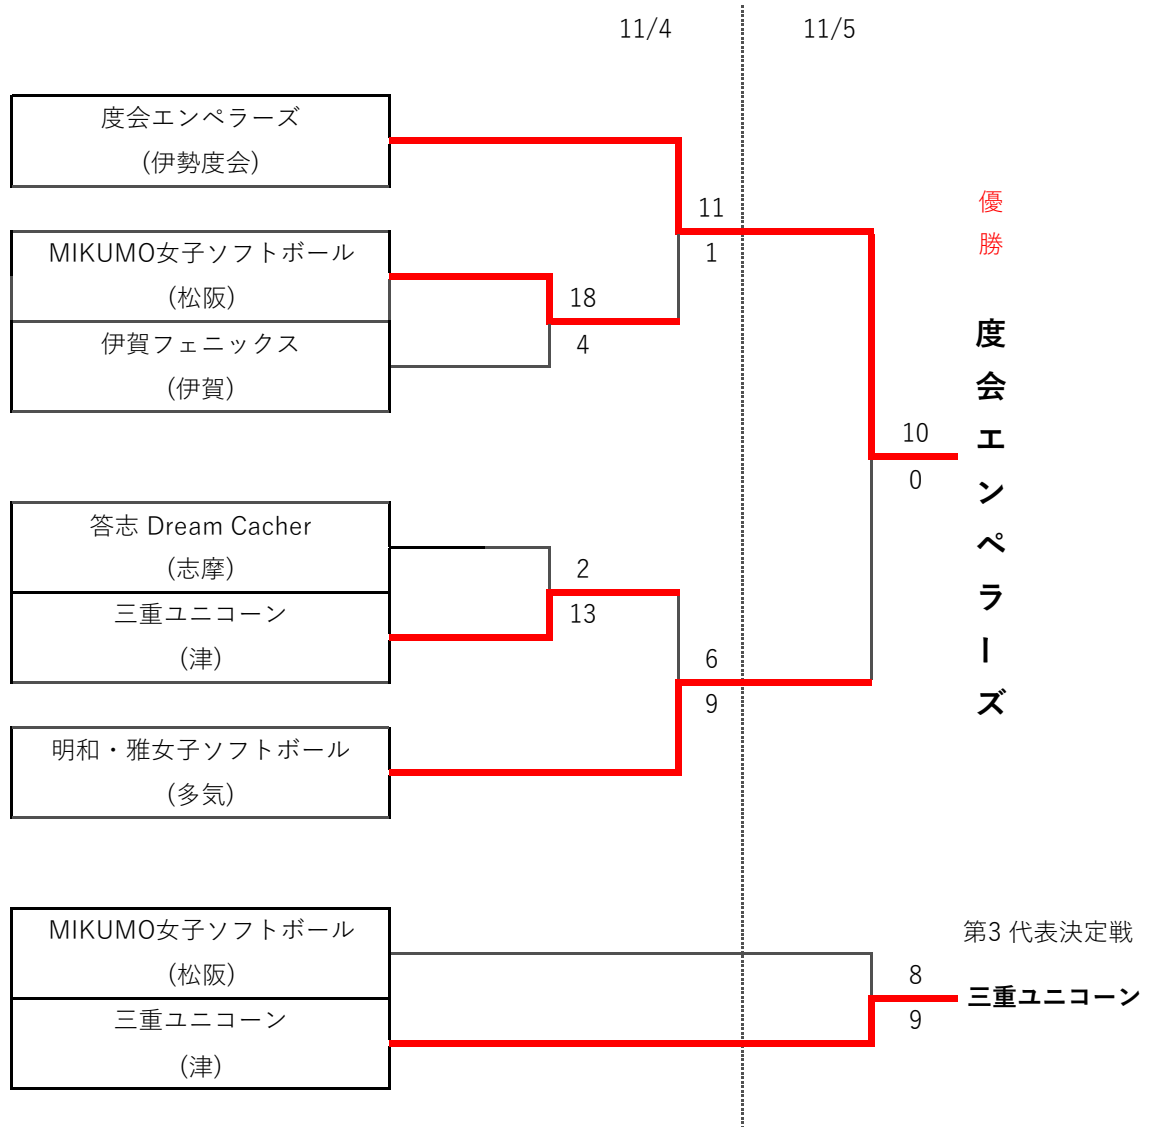 11/4
11/5
度会エンペラーズ
(伊勢度会)
MIKUMO女子ソフトボール
(松阪)
伊賀フェニックス
(伊賀)
18
4
11
1
答志 Dream Cacher
(志摩)
三重ユニコーン
(津)
明和・雅女子ソフトボール
(多気)
2
13
6
9
10
0
優勝
度会エンペラーズ
MIKUMO女子ソフトボール
(松阪)
三重ユニコーン
(津)
8
9
第3 代表決定戦
三重ユニコーン